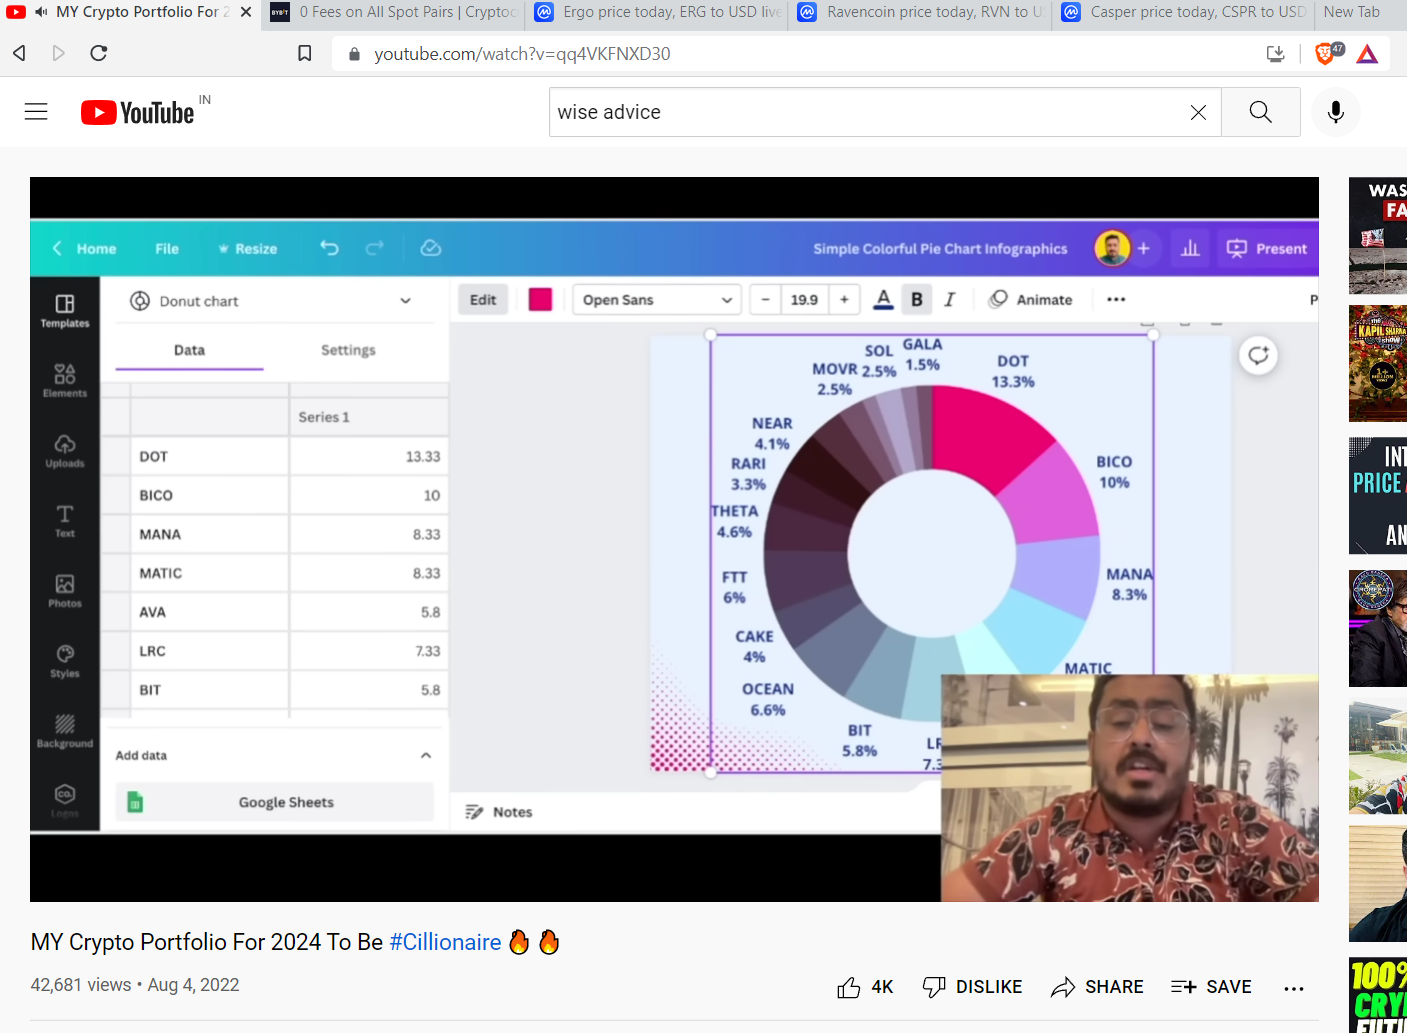 MY Crypto Portfolio For 2
0 Fees on All Spot Pairs | Cryptoc
Ergo price today, ERG to USD live
Ravencoin price today, RVN to U
Casper price today, CSPR to USD
New Tab
youtube.com/watch?v=qq4VKFNXD30
47
YouTube IN
wise advice
Home File Resize
Simple Colorful Pie Chart Infographics
Present
Templates
Elements
Uploads
Text
Photos
Styles
Background
Logos
Donut chart
Data Settings
Series 1
DOT 13.33
BICO 10
MANA 8.33
MATIC 8.33
AVA 5.8
LRC 7.33
BIT 5.8
Add data
Google Sheets
Edit Open Sans – 19.9 + A B I Animate
P
GALA
1.5%
SOL
2.5%
MOVR
2.5%
DOT
13.3%
NEAR
4.1%
RARI
3.3%
BICO
10%
THETA
4.6%
FTT
6%
MANA
8.3%
CAKE
4%
MATIC
OCEAN
6.6%
BIT
5.8%
LR
7.3
Notes
WAS
FA
the
KAPIL SHARMA
show
1+
MILLION
INT
PRICE
AN
100%
CRY
FUTU
MY Crypto Portfolio For 2024 To Be #Cillionaire
42,681 views • Aug 4, 2022
4K DISLIKE SHARE SAVE